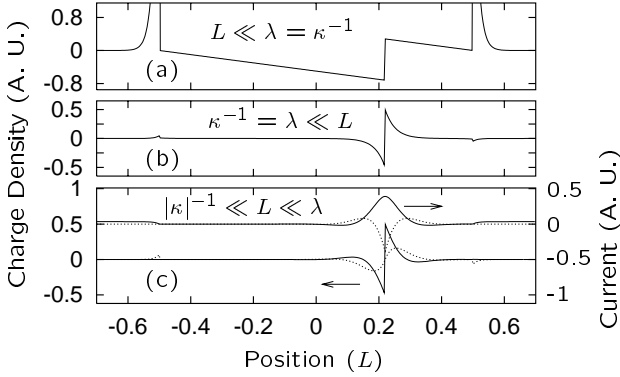 Charge Density (A. U.)
0.8
0
-0.8
L ≪ λ = κ⁻¹
(a)
0.5
0
-0.5
κ⁻¹ = λ ≪ L
(b)
1
0.5
0
-0.5
|κ|⁻¹ ≪ L ≪ λ
(c)
0.5
0
-0.5
-1
Current (A. U.)
-0.6 -0.4 -0.2 0 0.2 0.4 0.6
Position (L)